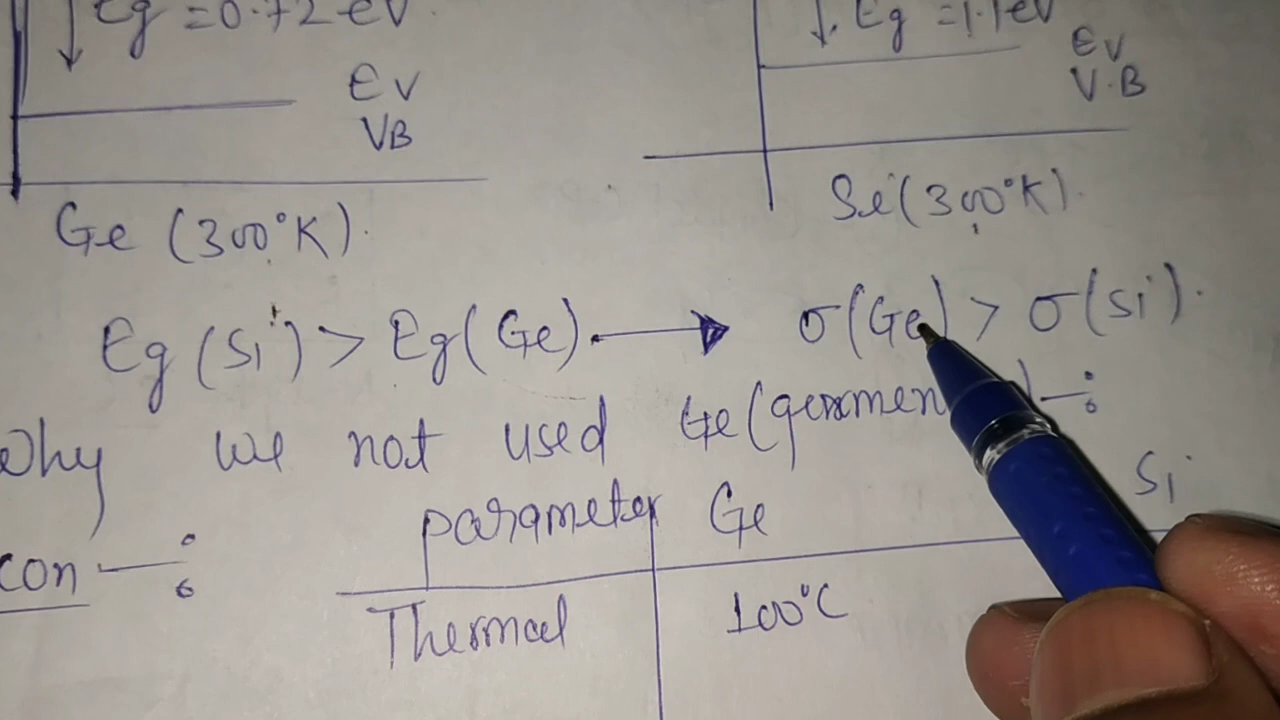 Eg = 0.72 eV.
Ev
VB
Ge (300°K).
Eg = 1.1 eV
Ev
V.B
Si (300°K).
Eg (Si) > Eg (Ge). → σ(Ge) > σ(Si).
Why we not used Ge (
con
parameter Ge Si
Thermal 100°C